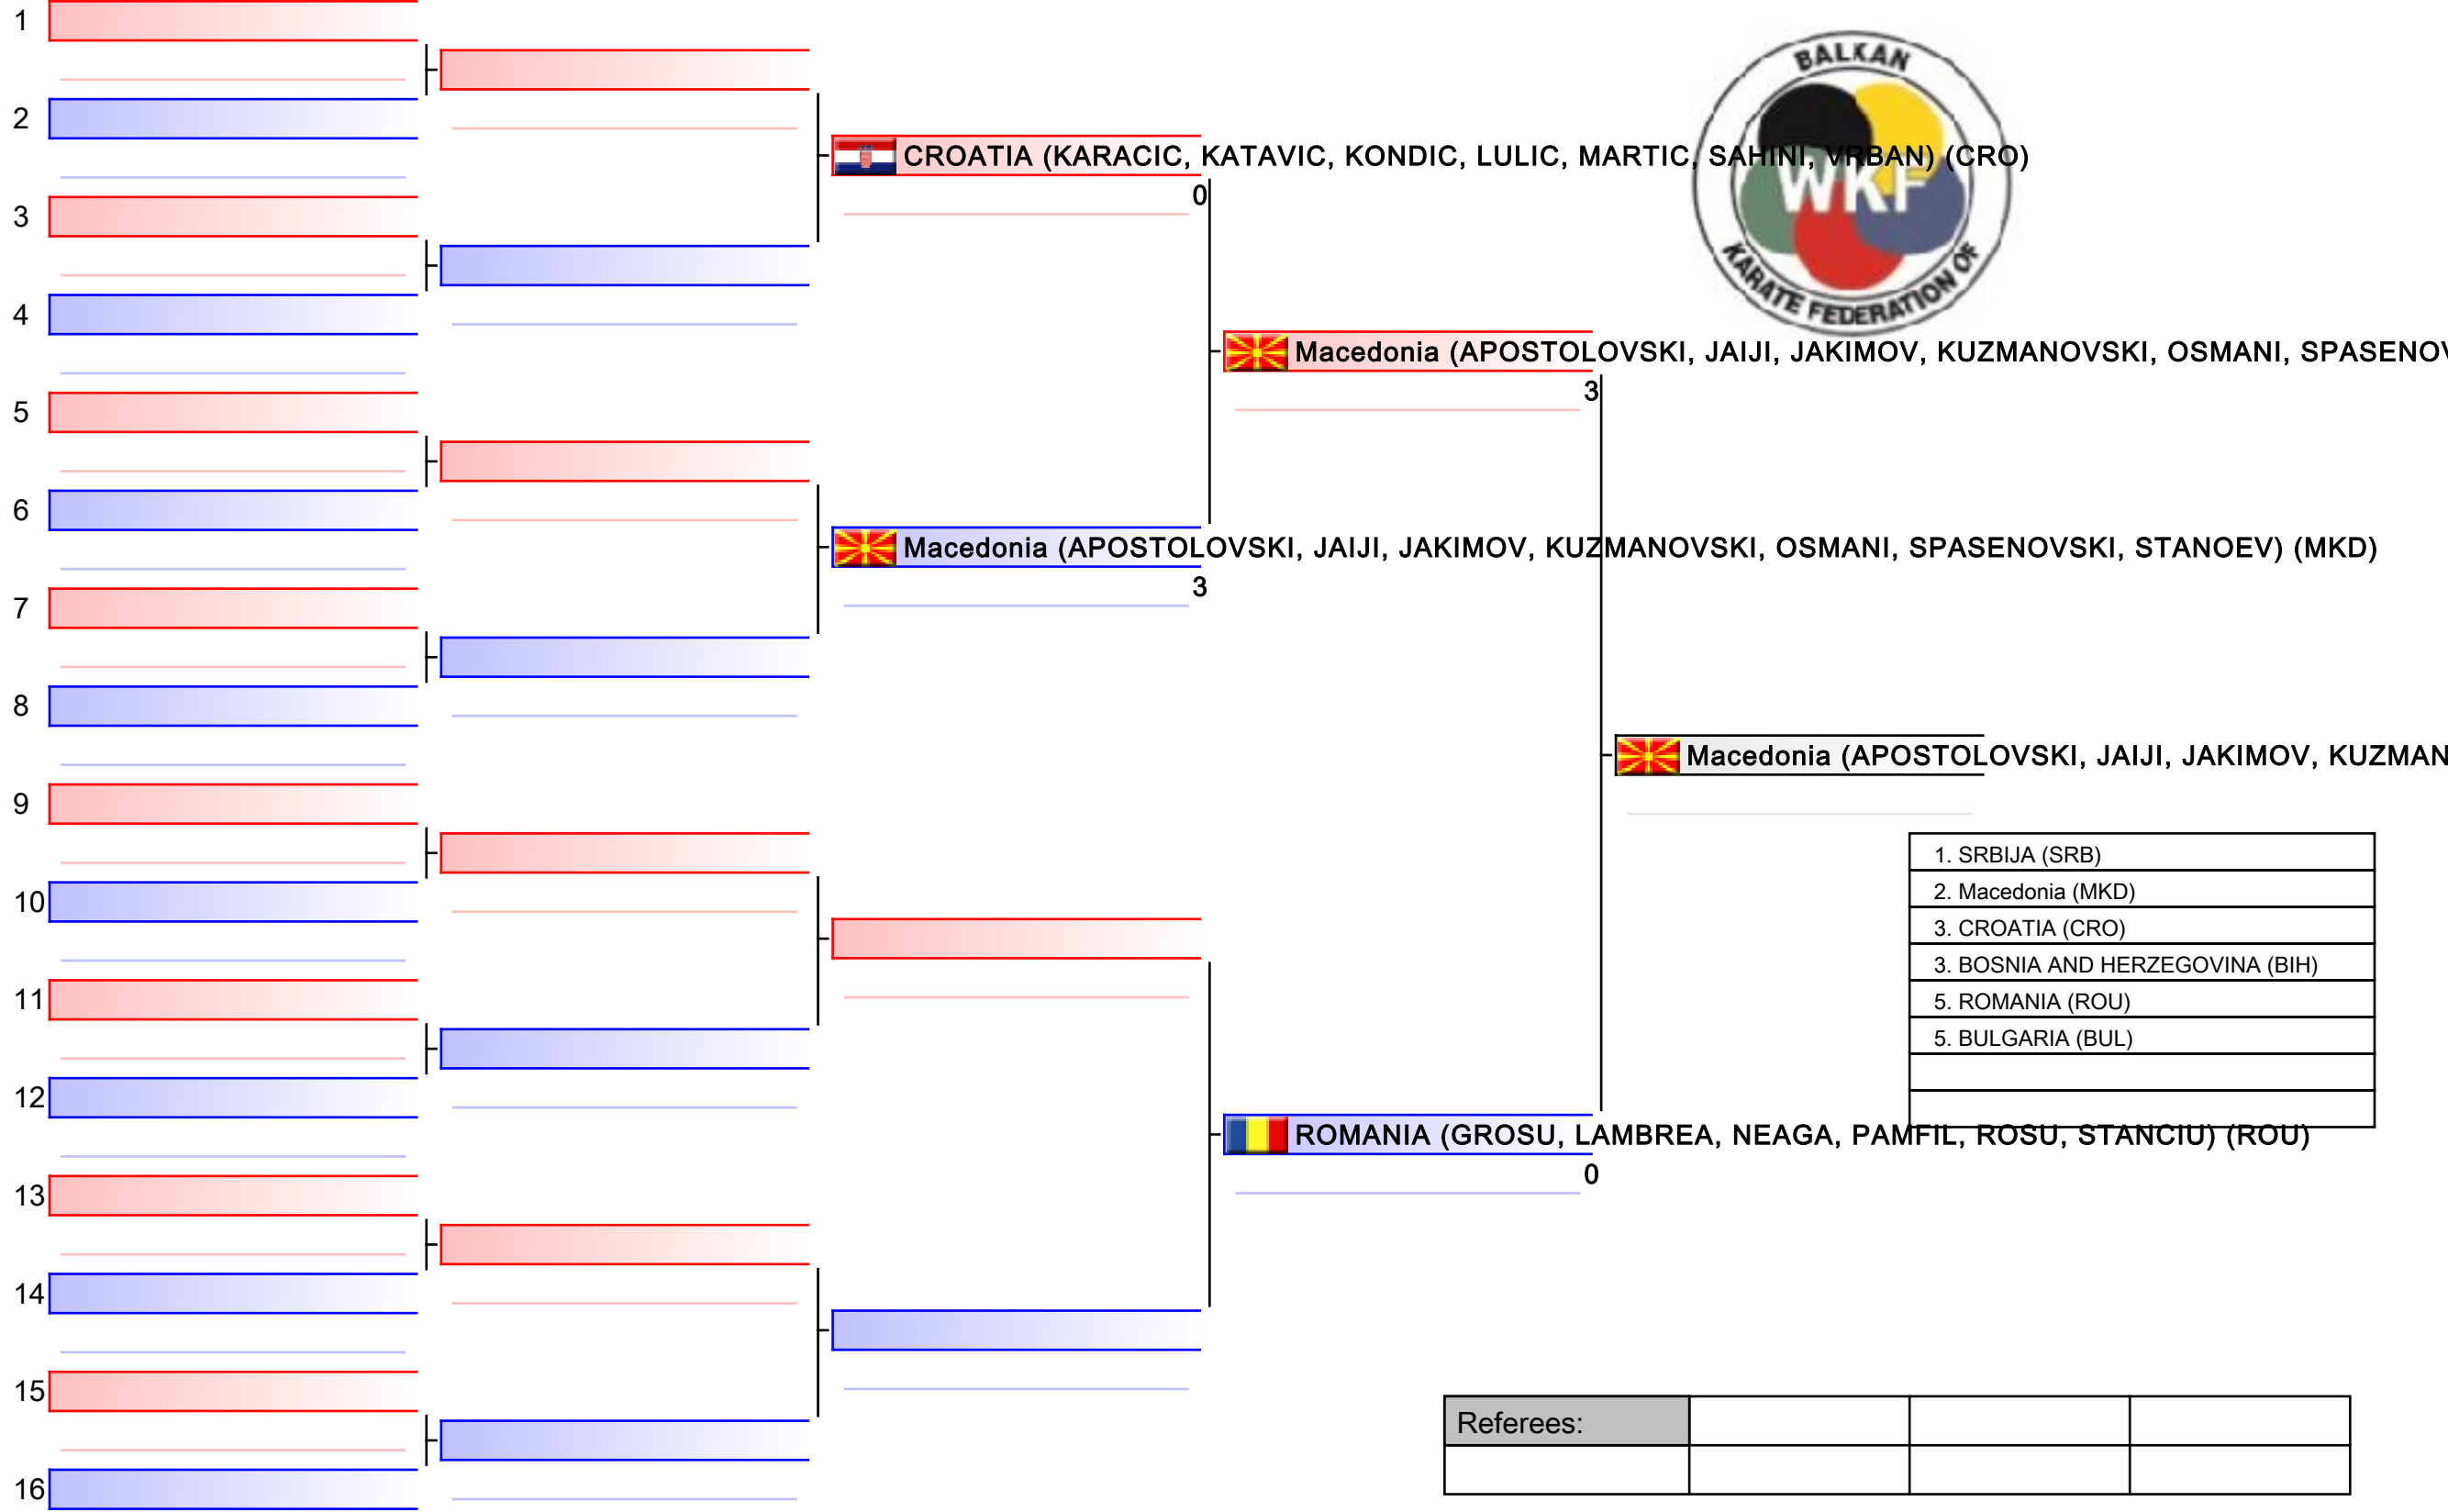 1
2
BALKAN
WKF
KARATE FEDERATION OF
CROATIA (KARACIC, KATAVIC, KONDIC, LULIC, MARTIC, SAHINI, VRBAN) (CRO)
0
3
4
Macedonia (APOSTOLOVSKI, JAIJI, JAKIMOV, KUZMANOVSKI, OSMANI, SPASENOV
3
5
6
Macedonia (APOSTOLOVSKI, JAIJI, JAKIMOV, KUZMANOVSKI, OSMANI, SPASENOVSKI, STANOEV) (MKD)
3
7
8
Macedonia (APOSTOLOVSKI, JAIJI, JAKIMOV, KUZMAN
9
10
11
12
1. SRBIJA (SRB)
2. Macedonia (MKD)
3. CROATIA (CRO)
3. BOSNIA AND HERZEGOVINA (BIH)
5. ROMANIA (ROU)
5. BULGARIA (BUL)
ROMANIA (GROSU, LAMBREA, NEAGA, PAMFIL, ROSU, STANCIU) (ROU)
0
13
14
15
16
Referees: